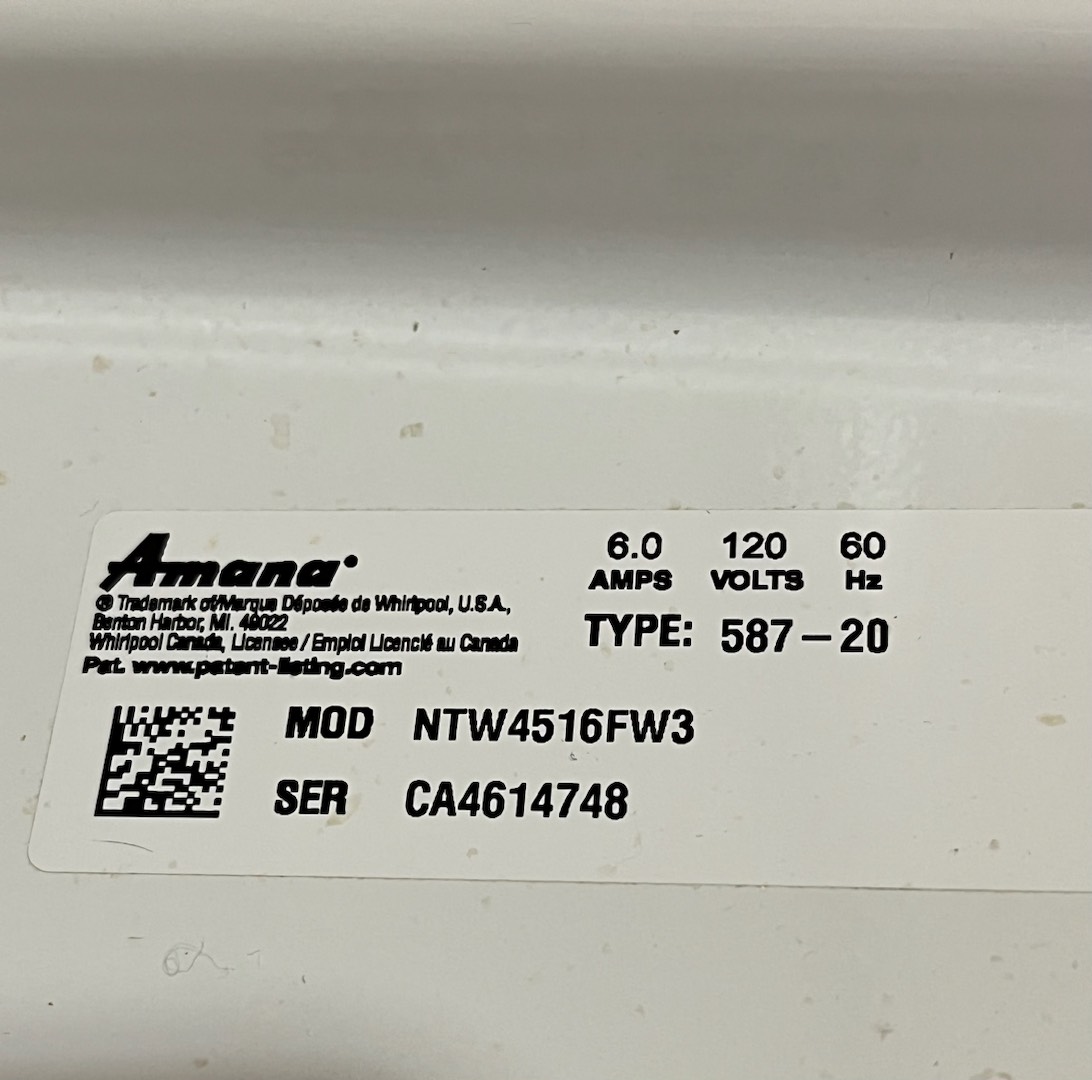 Amana
6.0 120 60
AMPS VOLTS Hz
® Trademark of/Marque Déposée de Whirlpool, U.S.A.,
Benton Harbor, MI. 49022
Whirlpool Canada, Licensee / Emploi Licencié au Canada
Pat. www.patent-listing.com
TYPE: 587-20
MOD NTW4516FW3
SER CA4614748